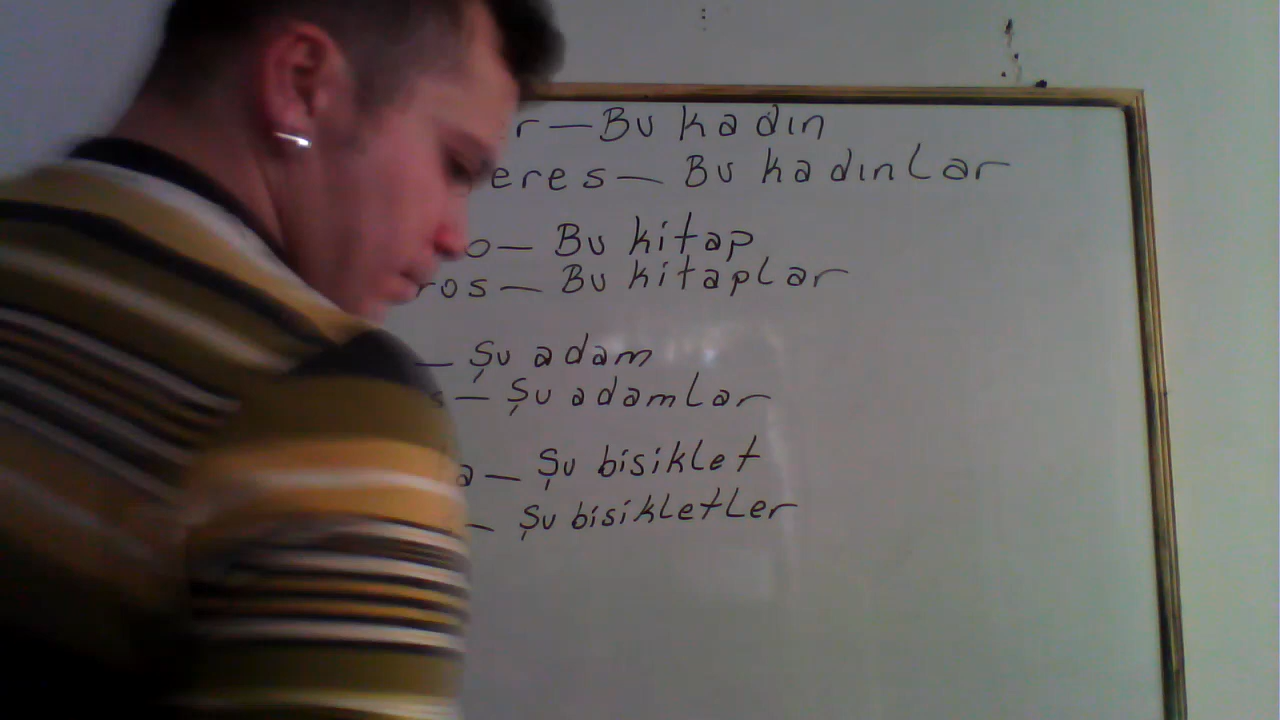 r — Bu kadın
eres — Bu kadınlar
o — Bu kitap
ros — Bu kitaplar
— Şu adam
s — Şu adamlar
a — Şu bisiklet
— Şu bisikletler